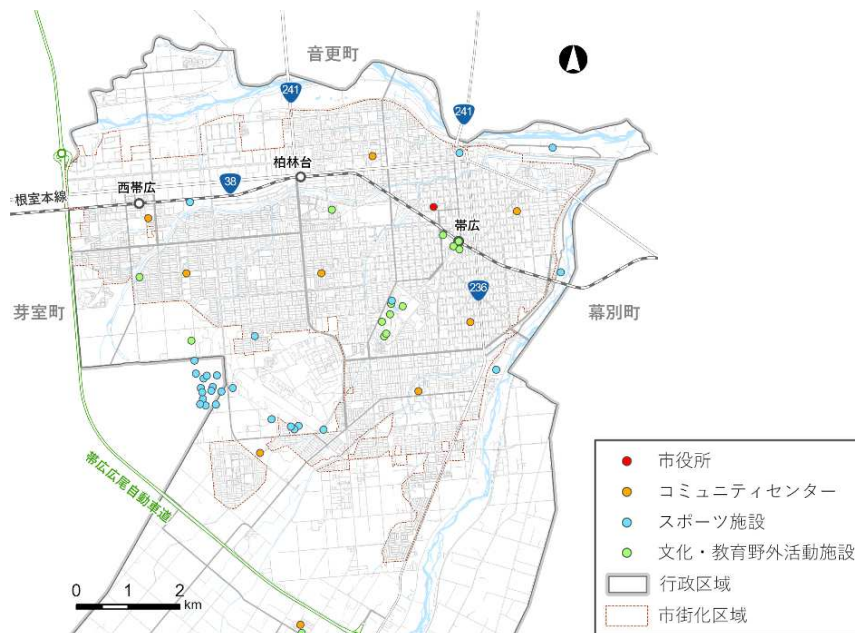 音更町
241
241
柏林台
38
西帯広
根室本線
帯広
236
芽室町
幕別町
帯広広尾自動車道
市役所
コミュニティセンター
スポーツ施設
文化・教育野外活動施設
行政区域
市街化区域
0 1 2
km